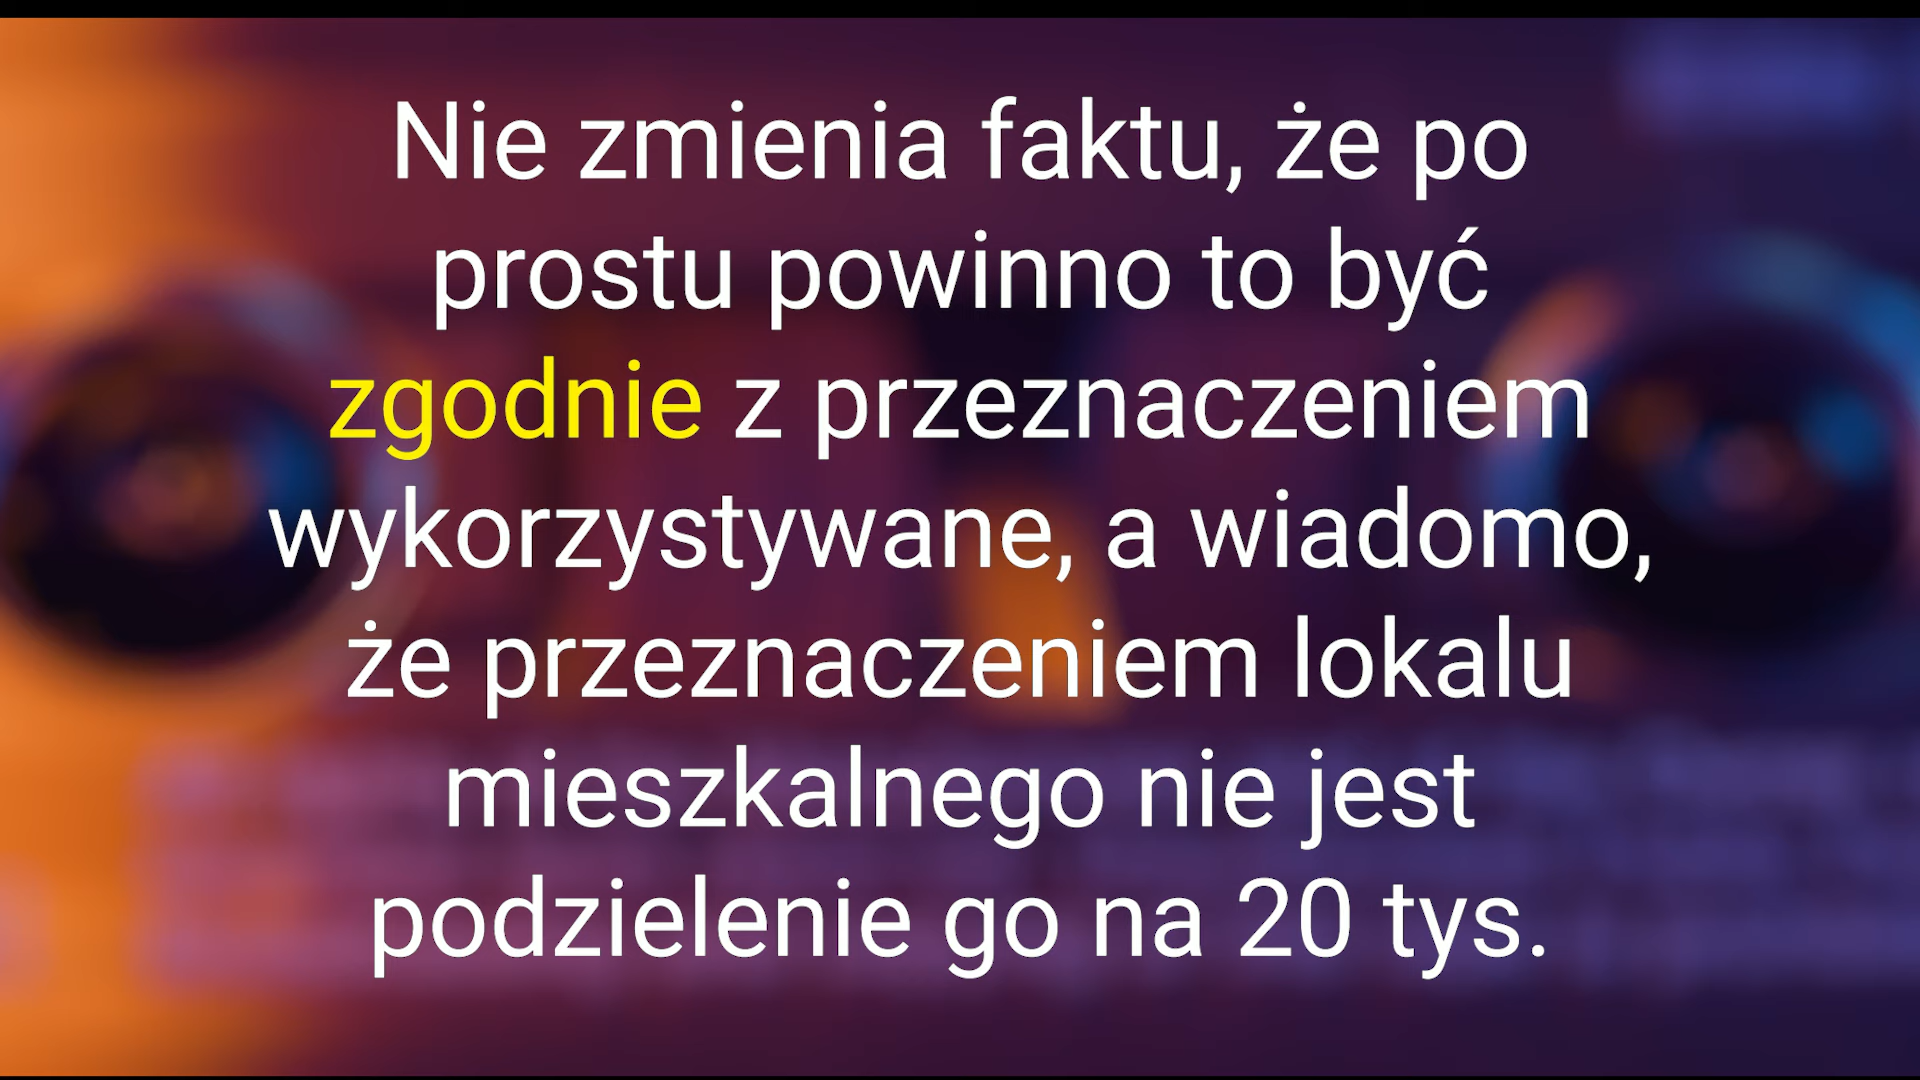 Nie zmienia faktu, że po
prostu powinno to być
zgodnie z przeznaczeniem
wykorzystywane, a wiadomo,
że przeznaczeniem lokalu
mieszkalnego nie jest
podzielenie go na 20 tys.